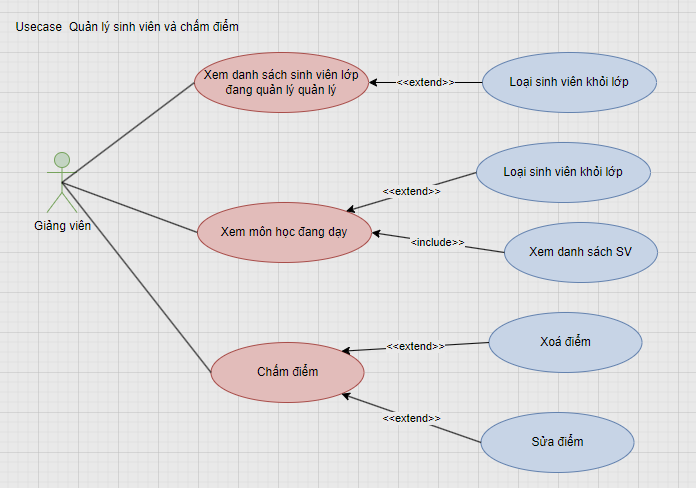 Usecase  Quản lý sinh viên và chấm điểm
Xem danh sách sinh viên lớp
đang quản lý quản lý
<<extend>>
Loại sinh viên khỏi lớp
Loại sinh viên khỏi lớp
<<extend>>
Giảng viên
Xem môn học đang dạy
<include>>
Xem danh sách SV
Xoá điểm
<<extend>>
Chấm điểm
<<extend>>
Sửa điểm